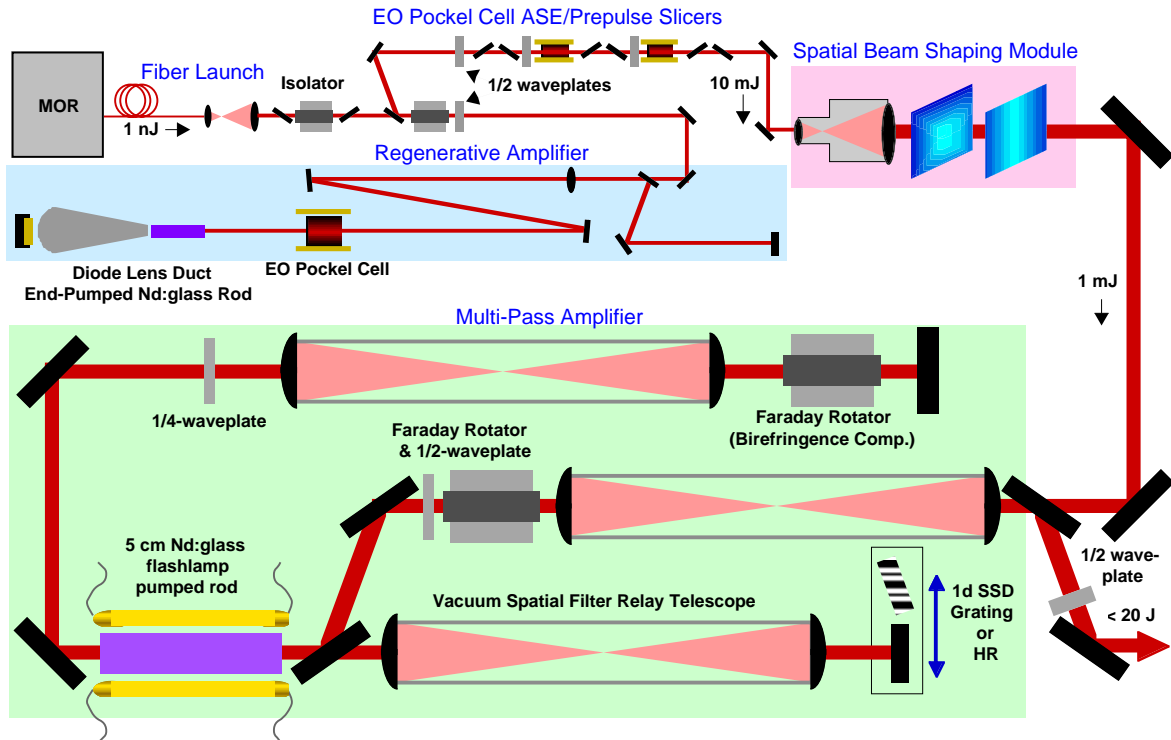 EO Pockel Cell ASE/Prepulse Slicers
Spatial Beam Shaping Module
Fiber Launch
Isolator
1/2 waveplates
10 mJ
MOR
1 nJ
Regenerative Amplifier
Diode Lens Duct
End-Pumped Nd:glass Rod
EO Pockel Cell
1 mJ
Multi-Pass Amplifier
1/4-waveplate
Faraday Rotator
(Birefringence Comp.)
Faraday Rotator
& 1/2-waveplate
5 cm Nd:glass
flashlamp
pumped rod
Vacuum Spatial Filter Relay Telescope
1d SSD
Grating
or
HR
1/2 wave-
plate
< 20 J